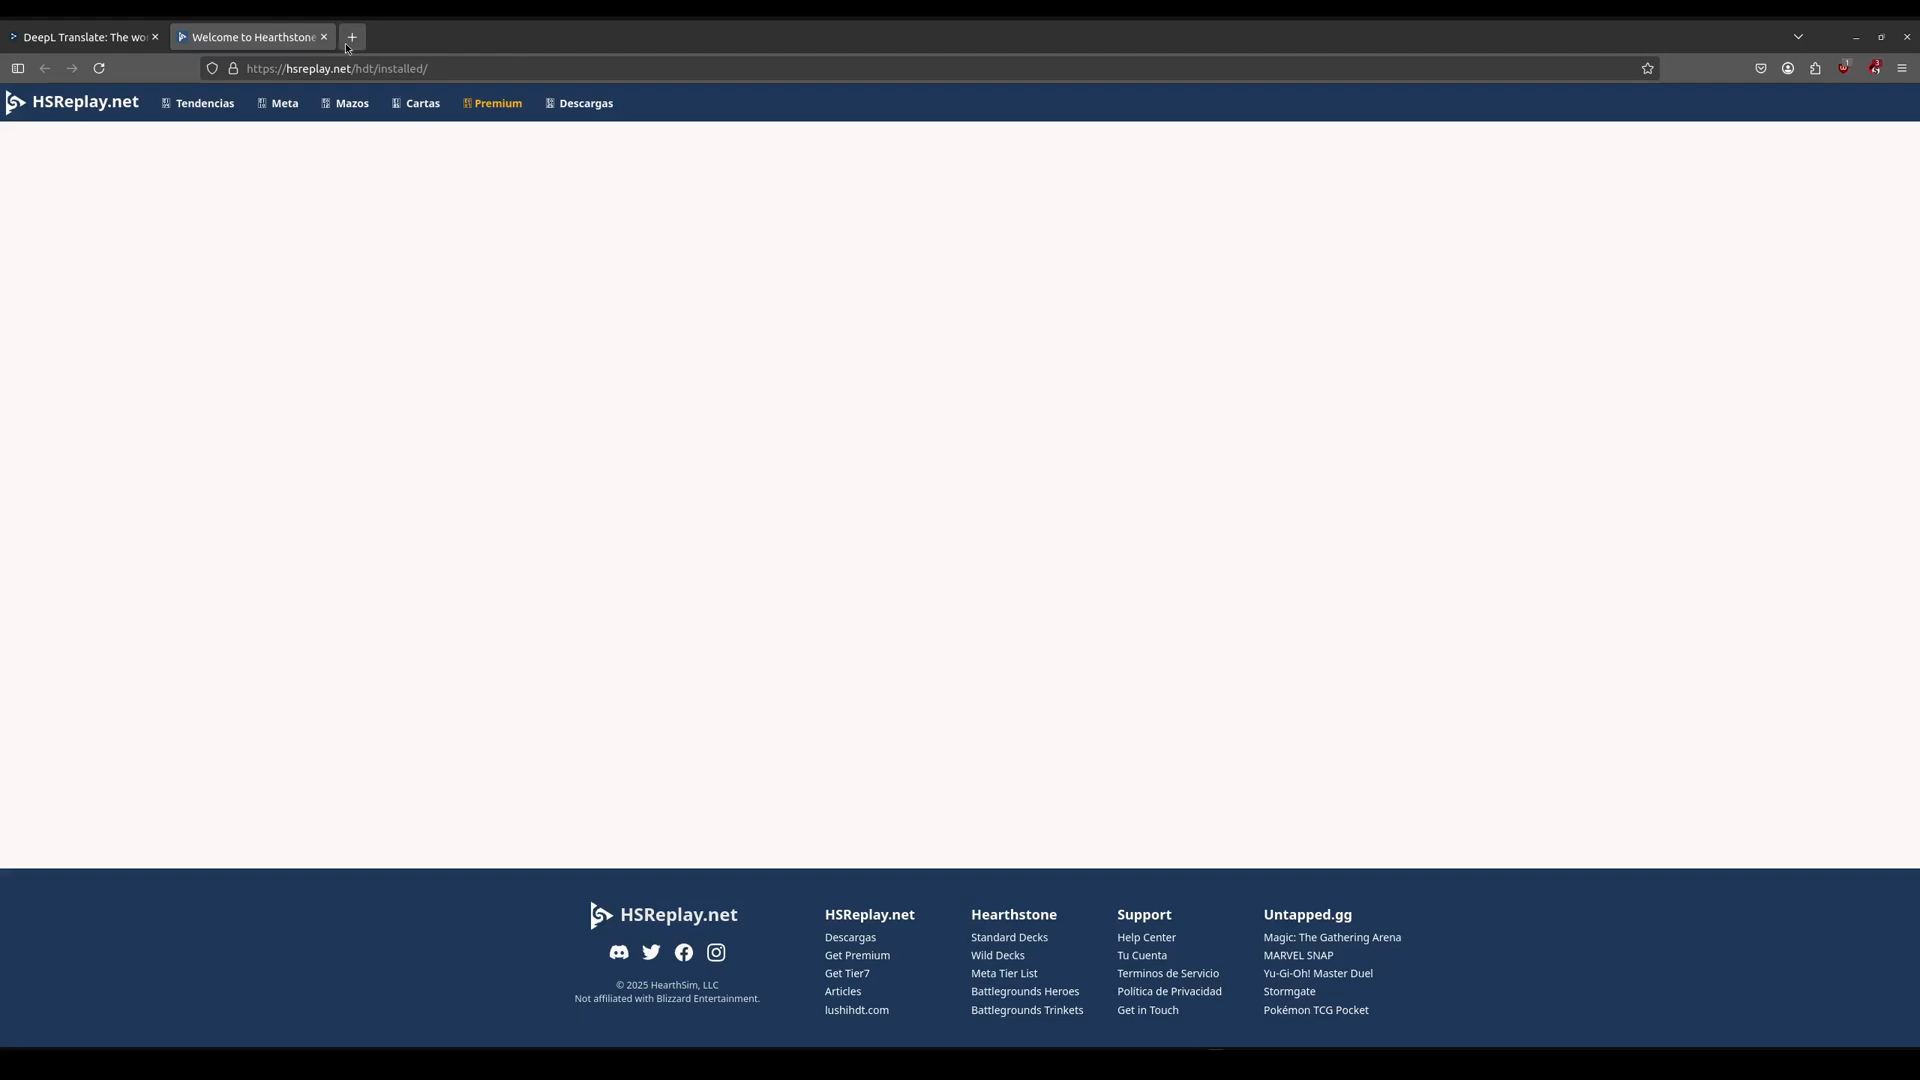 DeepL Translate: The wo
Welcome to Hearthstone
https://hsreplay.net/hdt/installed/
1
3
HSReplay.net
Tendencias
Meta
Mazos
Cartas
Premium
Descargas
HSReplay.net
© 2025 HearthSim, LLC
Not affiliated with Blizzard Entertainment.
HSReplay.net
Descargas
Get Premium
Get Tier7
Articles
lushihdt.com
Hearthstone
Standard Decks
Wild Decks
Meta Tier List
Battlegrounds Heroes
Battlegrounds Trinkets
Support
Help Center
Tu Cuenta
Terminos de Servicio
Política de Privacidad
Get in Touch
Untapped.gg
Magic: The Gathering Arena
MARVEL SNAP
Yu-Gi-Oh! Master Duel
Stormgate
Pokémon TCG Pocket